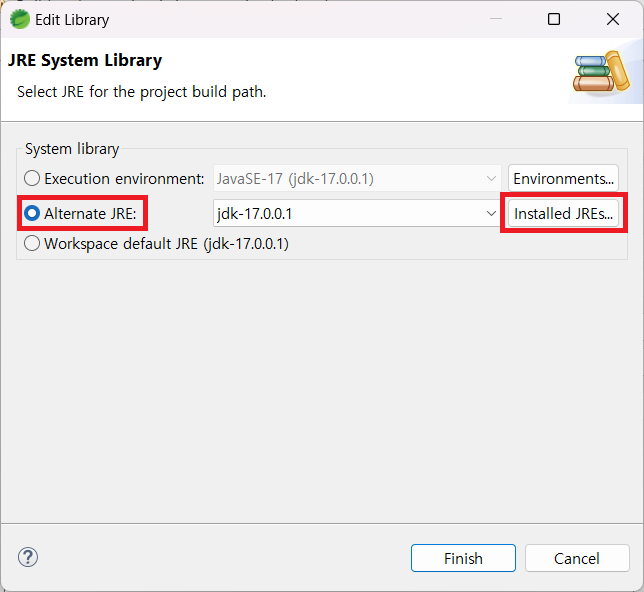 Edit Library
JRE System Library
Select JRE for the project build path.
System library
Execution environment: JavaSE-17 (jdk-17.0.0.1) Environments...
Alternate JRE: jdk-17.0.0.1 Installed JREs...
Workspace default JRE (jdk-17.0.0.1)
? Finish Cancel